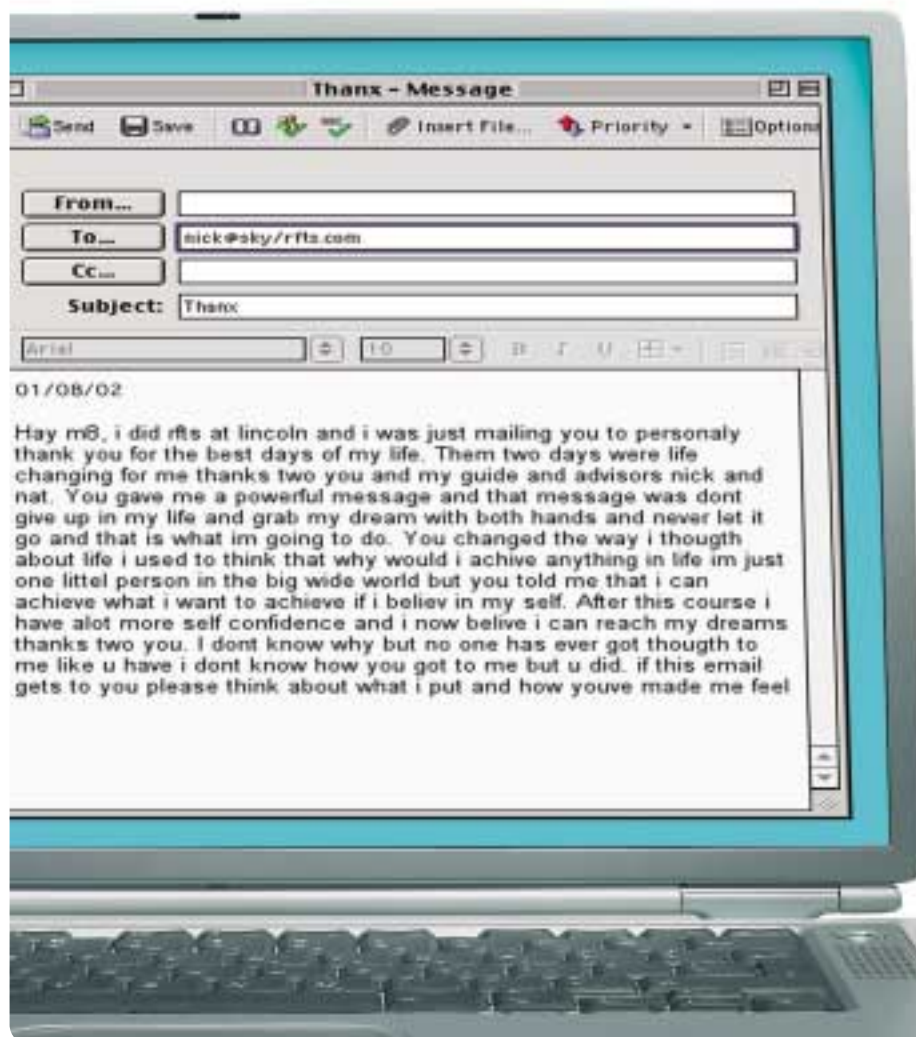 Thanx - Message
Send Save Insert File... Priority Options
From...
To... nick@sky/rfts.com
Cc...
Subject: Thanx
Arial 10 B I U
01/08/02
Hay m8, i did rfts at lincoln and i was just mailing you to personaly
thank you for the best days of my life. Them two days were life
changing for me thanks two you and my guide and advisors nick and
nat. You gave me a powerful message and that message was dont
give up in my life and grab my dream with both hands and never let it
go and that is what im going to do. You changed the way i thougth
about life i used to think that why would i achive anything in life im just
one littel person in the big wide world but you told me that i can
achieve what i want to achieve if i believ in my self. After this course i
have alot more self confidence and i now belive i can reach my dreams
thanks two you. I dont know why but no one has ever got thougth to
me like u have i dont know how you got to me but u did. if this email
gets to you please think about what i put and how youve made me feel